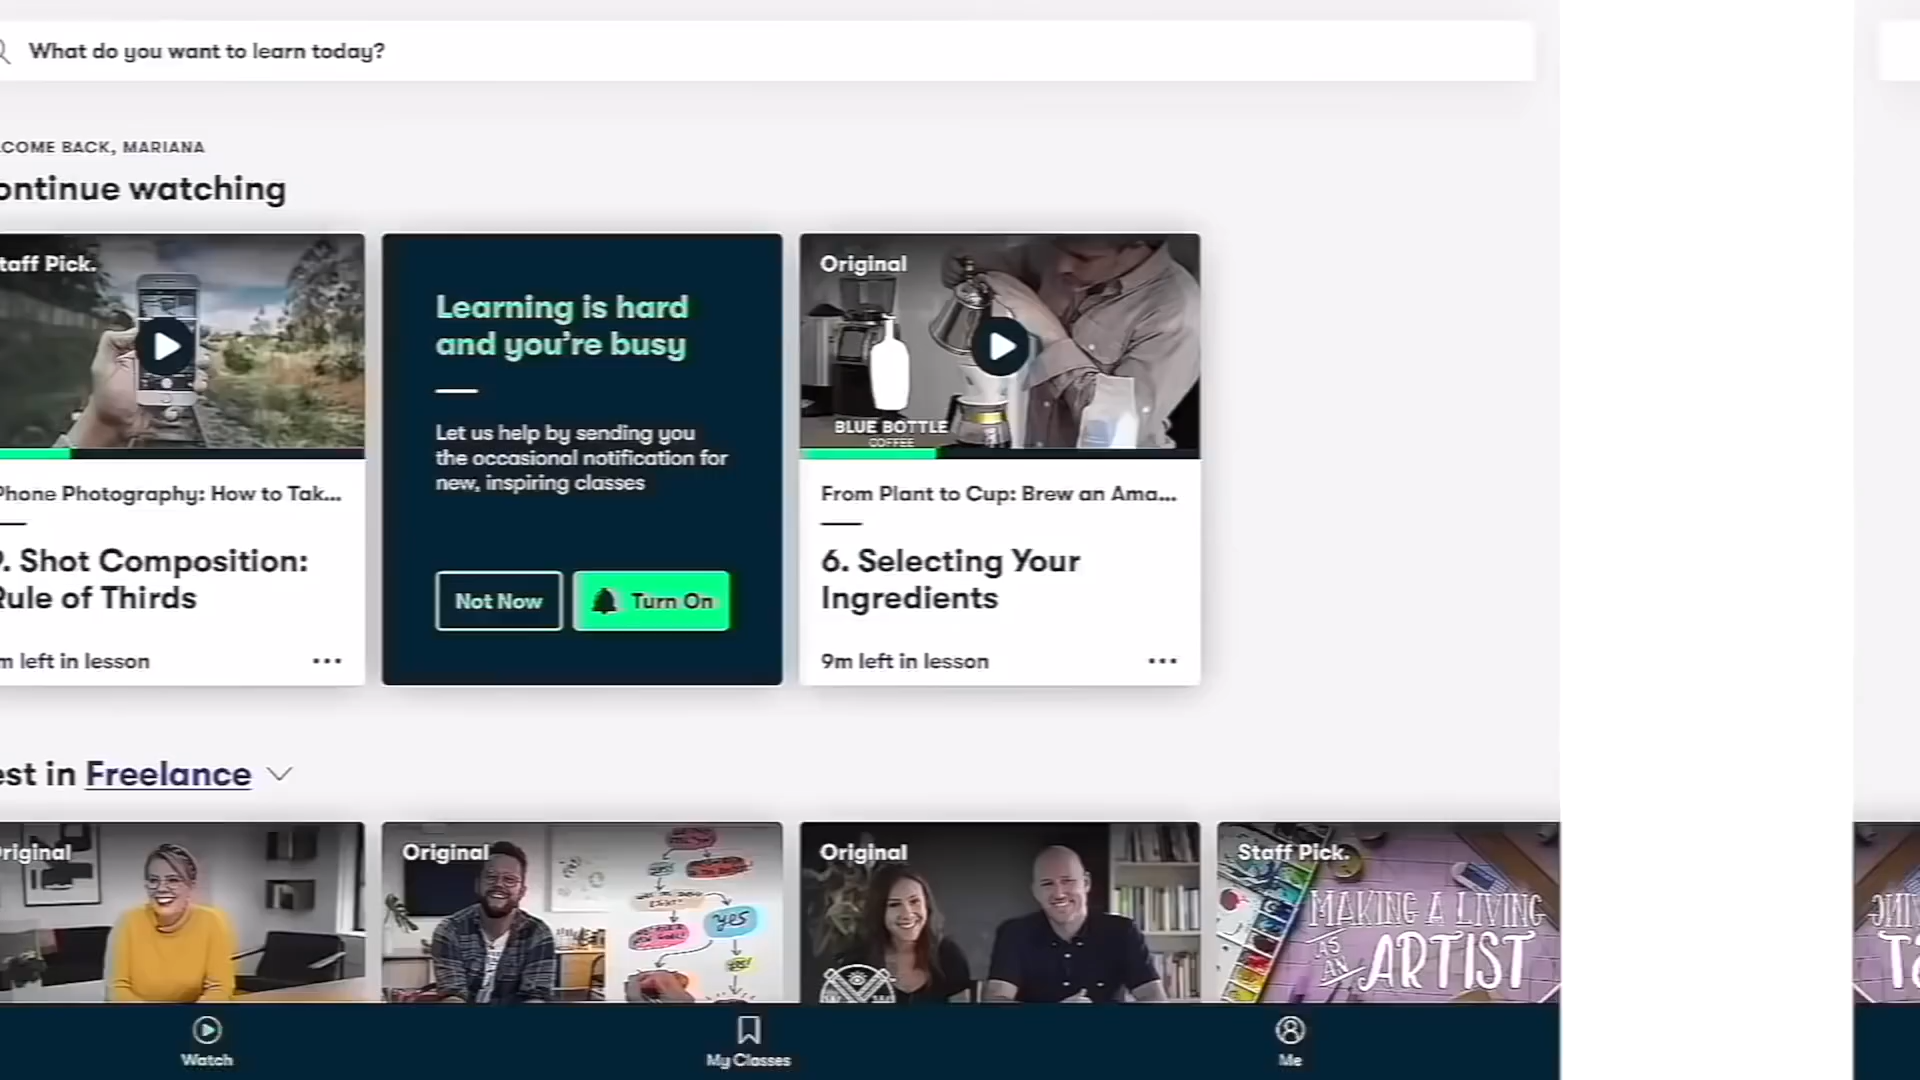 What do you want to learn today?
COME BACK, MARIANA
ontinue watching
taff Pick.
Phone Photography: How to Tak...
9. Shot Composition:
Rule of Thirds
m left in lesson
Learning is hard
and you're busy
Let us help by sending you
the occasional notification for
new, inspiring classes
Not Now
Turn On
Original
BLUE BOTTLE
COFFEE
From Plant to Cup: Brew an Ama...
6. Selecting Your
Ingredients
9m left in lesson
est in Freelance
riginal
Original
YES
Original
Staff Pick.
MAKING A LIVING
AS
AN
ARTIST
Watch
My Classes
Me